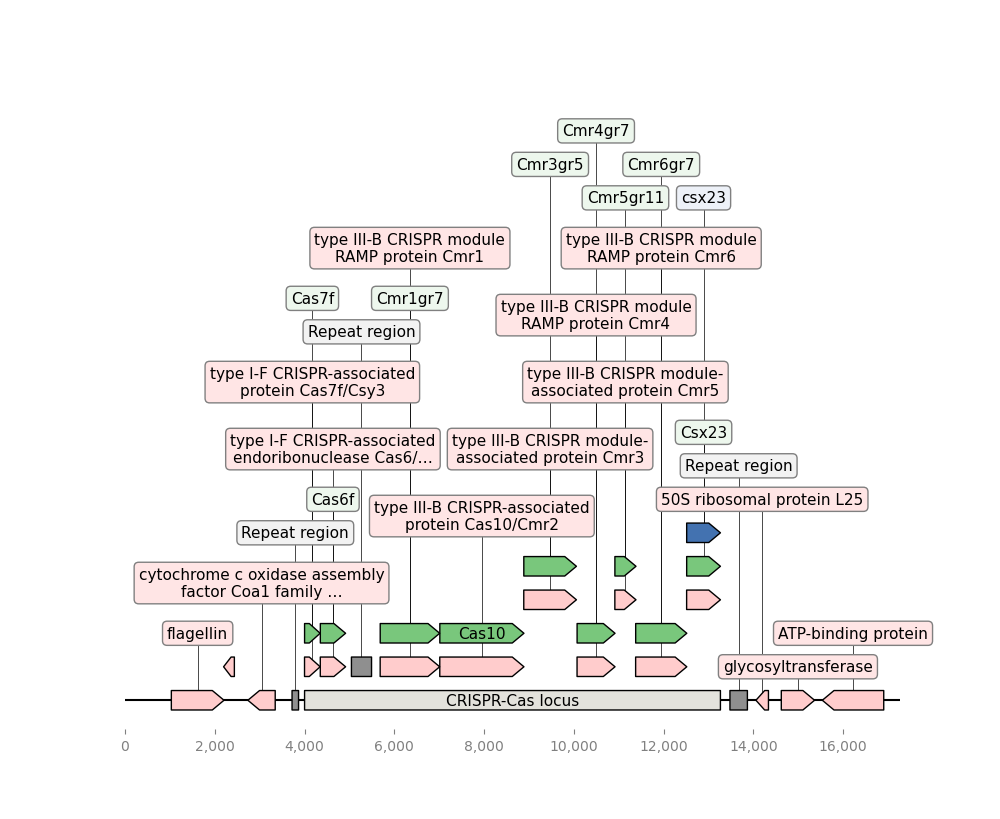 Cmr4gr7
Cmr3gr5
Cmr6gr7
Cmr5gr11
csx23
type III-B CRISPR module
RAMP protein Cmr1
type III-B CRISPR module
RAMP protein Cmr6
Cas7f
Cmr1gr7
type III-B CRISPR module
RAMP protein Cmr4
Repeat region
type I-F CRISPR-associated
protein Cas7f/Csy3
type III-B CRISPR module-
associated protein Cmr5
Csx23
type I-F CRISPR-associated
endoribonuclease Cas6/…
type III-B CRISPR module-
associated protein Cmr3
Repeat region
Cas6f
50S ribosomal protein L25
type III-B CRISPR-associated
protein Cas10/Cmr2
Repeat region
cytochrome c oxidase assembly
factor Coa1 family …
flagellin
Cas10
ATP-binding protein
glycosyltransferase
CRISPR-Cas locus
0
2,000
4,000
6,000
8,000
10,000
12,000
14,000
16,000